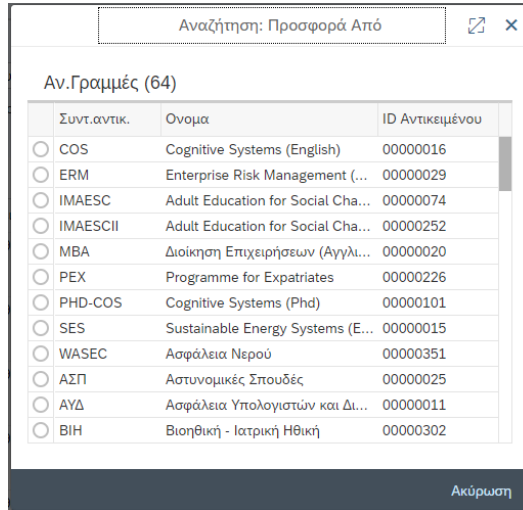 Αναζήτηση: Προσφορά Από
Αν.Γραμμές (64)
Συντ.αντικ. Ονομα ID Αντικειμένου
COS Cognitive Systems (English) 00000016
ERM Enterprise Risk Management (... 00000029
IMAESC Adult Education for Social Cha... 00000074
IMAESCII Adult Education for Social Cha... 00000252
MBA Διοίκηση Επιχειρήσεων (Αγγλι... 00000020
PEX Programme for Expatriates 00000226
PHD-COS Cognitive Systems (Phd) 00000101
SES Sustainable Energy Systems (E... 00000015
WASEC Ασφάλεια Νερού 00000351
ΑΣΠ Αστυνομικές Σπουδές 00000025
ΑΥΔ Ασφάλεια Υπολογιστών και Δι... 00000011
ΒΙΗ Βιοηθική - Ιατρική Ηθική 00000302
Ακύρωση